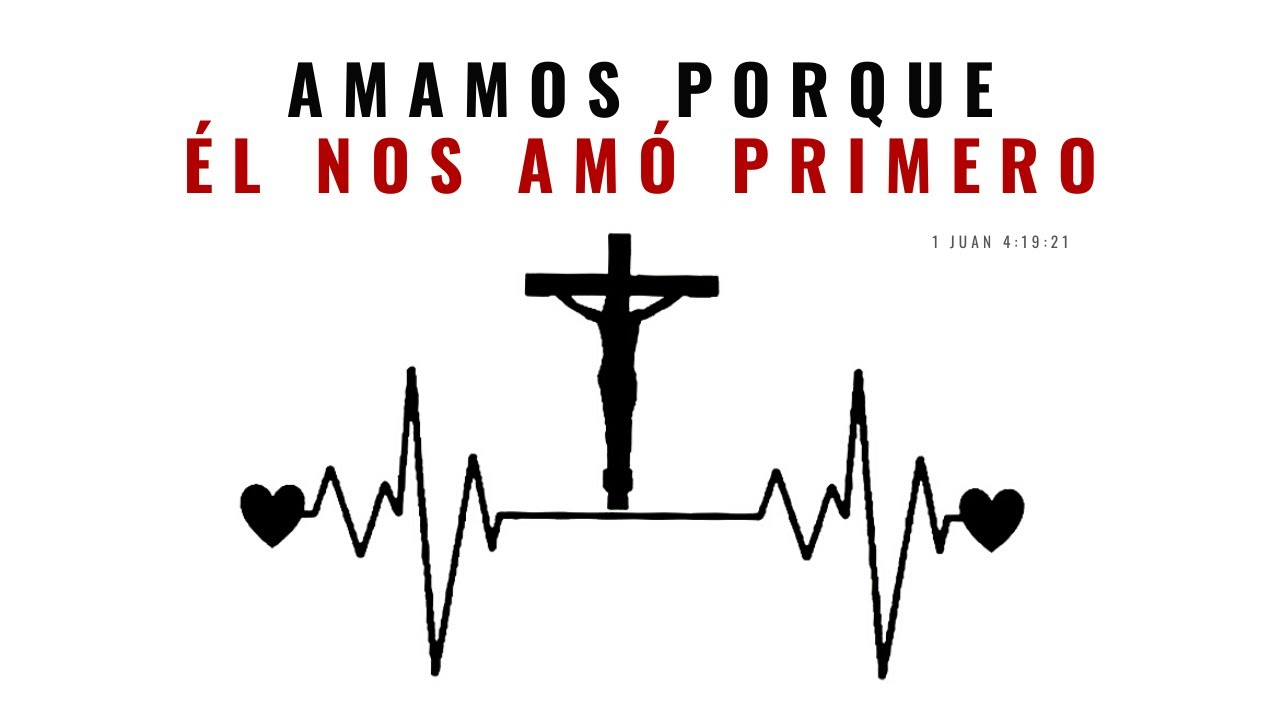 AMAMOS PORQUE
ÉL NOS AMÓ PRIMERO
1 JUAN 4:19:21